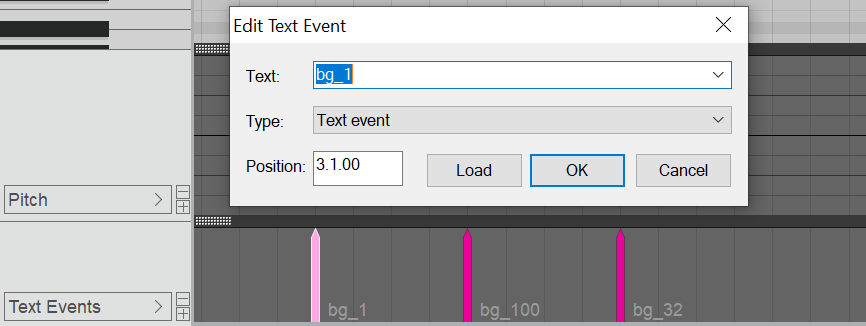 Edit Text Event
Text: bg_1
Type: Text event
Position: 3.1.00 Load OK Cancel
Pitch
Text Events bg_1 bg_100 bg_32